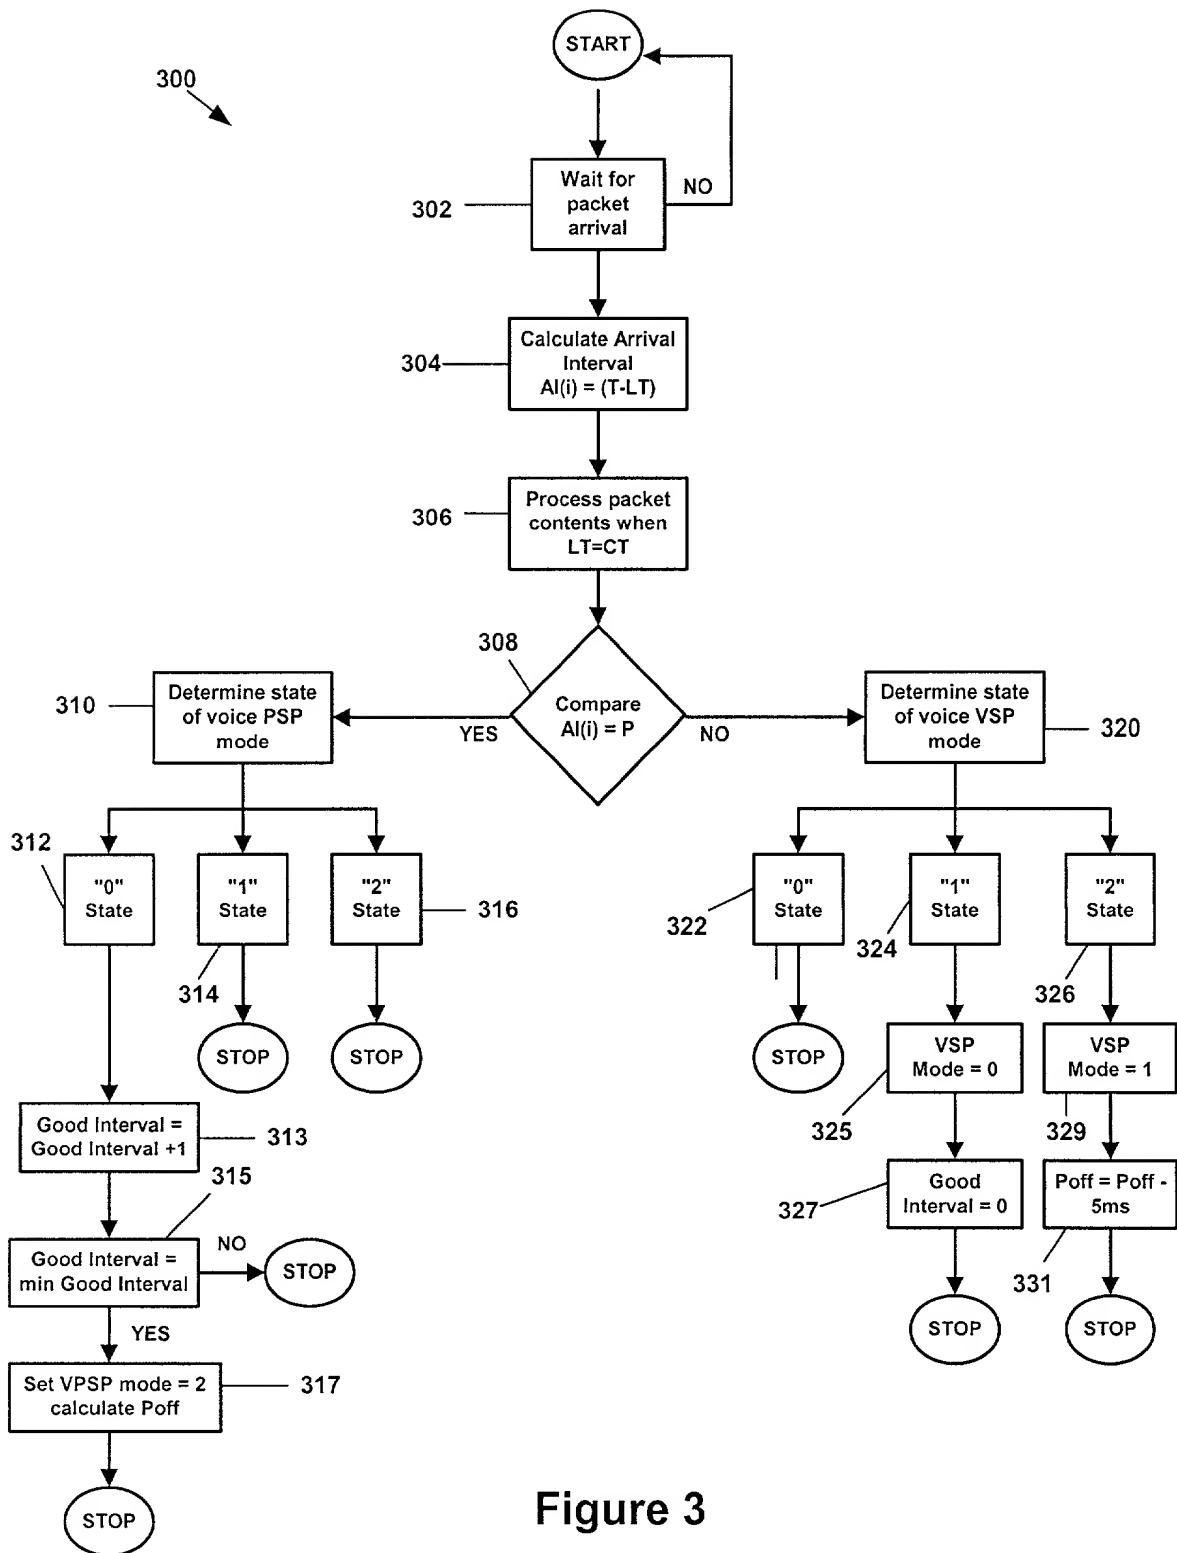 START
300
Wait for
packet
arrival
NO
302
Calculate Arrival
Interval
AI(i) = (T-LT)
304
Process packet
contents when
LT=CT
306
308
Compare
AI(i) = P
YES
NO
310
Determine state
of voice PSP
mode
Determine state
of voice VSP
mode
320
312
"0"
State
"1"
State
"2"
State
316
314
STOP
STOP
322
"0"
State
324
"1"
State
"2"
State
326
STOP
VSP
Mode = 0
325
VSP
Mode = 1
329
Good Interval =
Good Interval +1
313
315
Good Interval =
min Good Interval
NO
STOP
YES
Set VPSP mode = 2
calculate Poff
317
STOP
Good
Interval = 0
327
Poff = Poff -
5ms
331
STOP
STOP
Figure 3